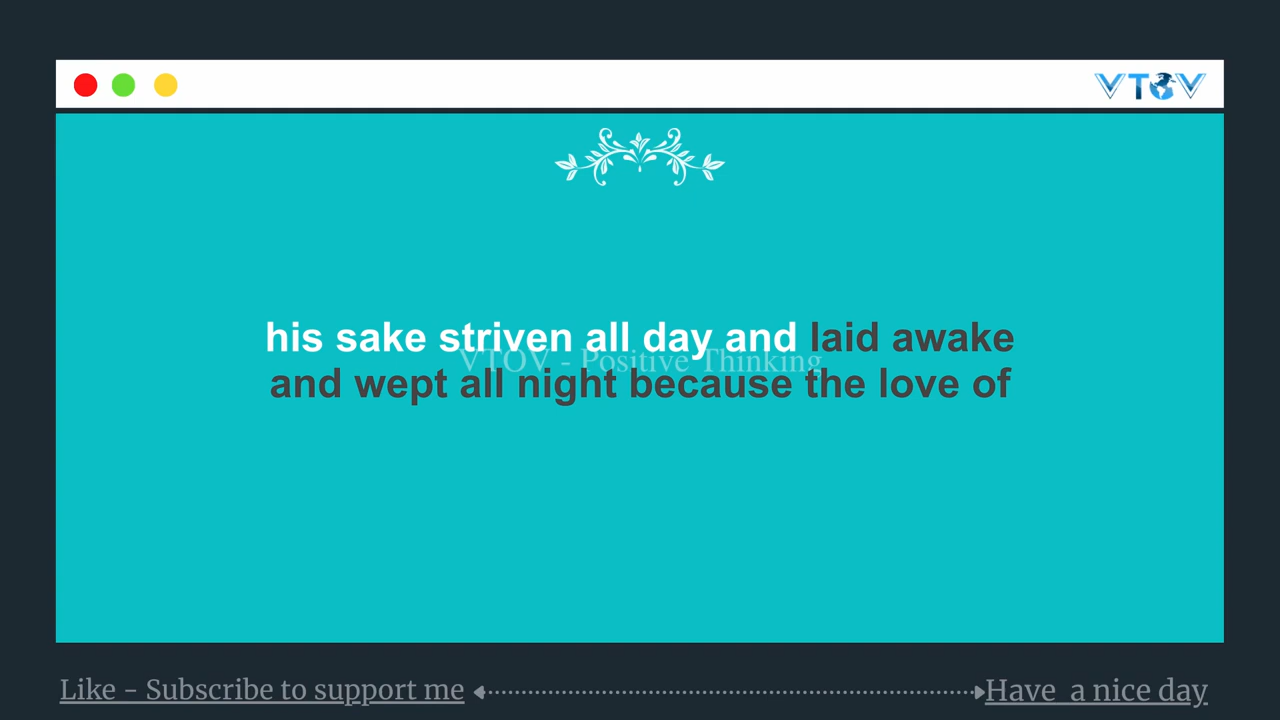 VTOV
his sake striven all day and laid awake
VTOV - Positive Thinking
and wept all night because the love of
Like - Subscribe to support me
Have a nice day